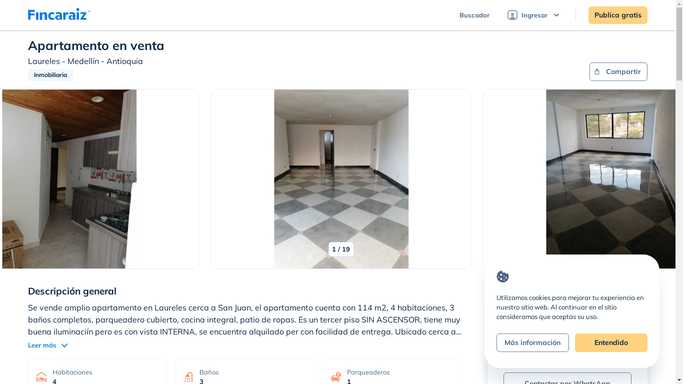 Fincaraiz
Buscador
Ingresar
Publica gratis
Apartamento en venta
Laureles - Medellín - Antioquia
Inmobiliaria
Compartir
1 / 19
Descripción general
Se vende amplio apartamento en Laureles cerca a San Juan, el apartamento cuenta con 114 m2, 4 habitaciones, 3
baños completos, parqueadero cubierto, cocina integral, patio de ropas. Es un tercer piso SIN ASCENSOR, tiene muy
buena iluminaciín pero es con vista INTERNA, se encuentra alquilado per con facilidad de entrega. Ubicado cerca a...
Leer más
Habitaciones
4
Baños
3
Parqueaderos
1
Utilizamos cookies para mejorar tu experiencia en
nuestro sitio web. Al continuar en el sitio
consideramos que aceptás su uso.
Más información
Entendido
Contactar por WhatsApp